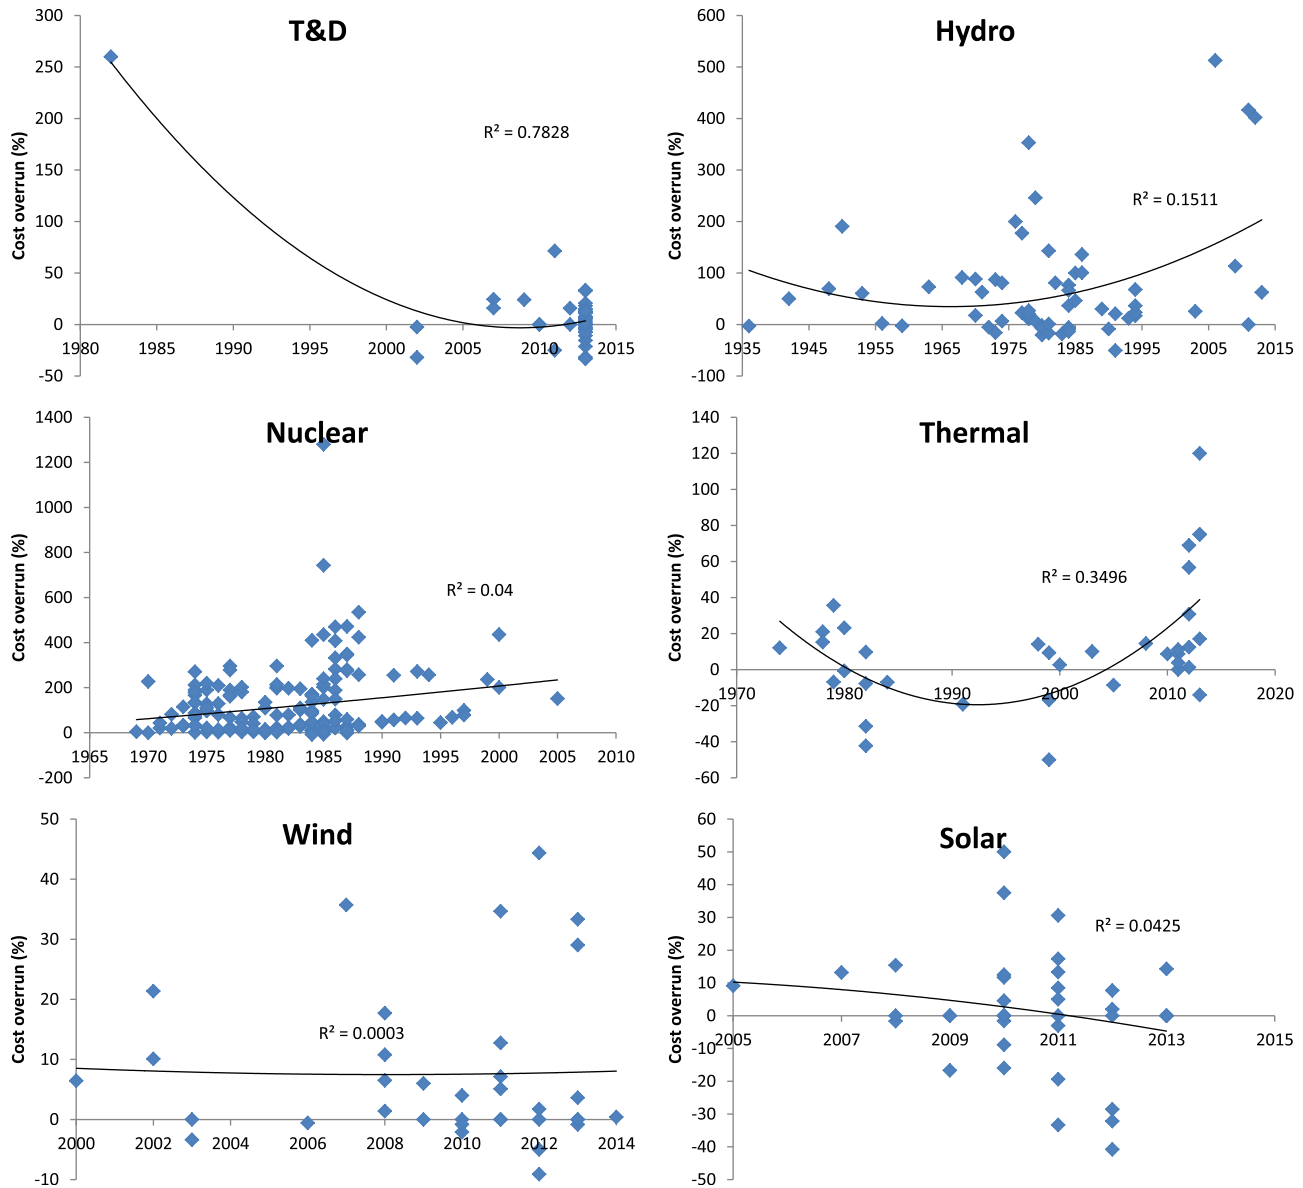 T&D
Cost overrun (%)
300
250
200
150
100
50
0
-50
1980 1985 1990 1995 2000 2005 2010 2015
R² = 0.7828
Hydro
Cost overrun (%)
600
500
400
300
200
100
0
-100
1935 1945 1955 1965 1975 1985 1995 2005 2015
R² = 0.1511
Nuclear
Cost overrun (%)
1400
1200
1000
800
600
400
200
0
-200
1965 1970 1975 1980 1985 1990 1995 2000 2005 2010
R² = 0.04
Thermal
Cost overrun (%)
140
120
100
80
60
40
20
0
-20
-40
-60
1970 1980 1990 2000 2010 2020
R² = 0.3496
Wind
Cost overrun (%)
50
40
30
20
10
0
-10
2000 2002 2004 2006 2008 2010 2012 2014
R² = 0.0003
Solar
Cost overrun (%)
60
50
40
30
20
10
0
-10
-20
-30
-40
-50
2005 2007 2009 2011 2013 2015
R² = 0.0425